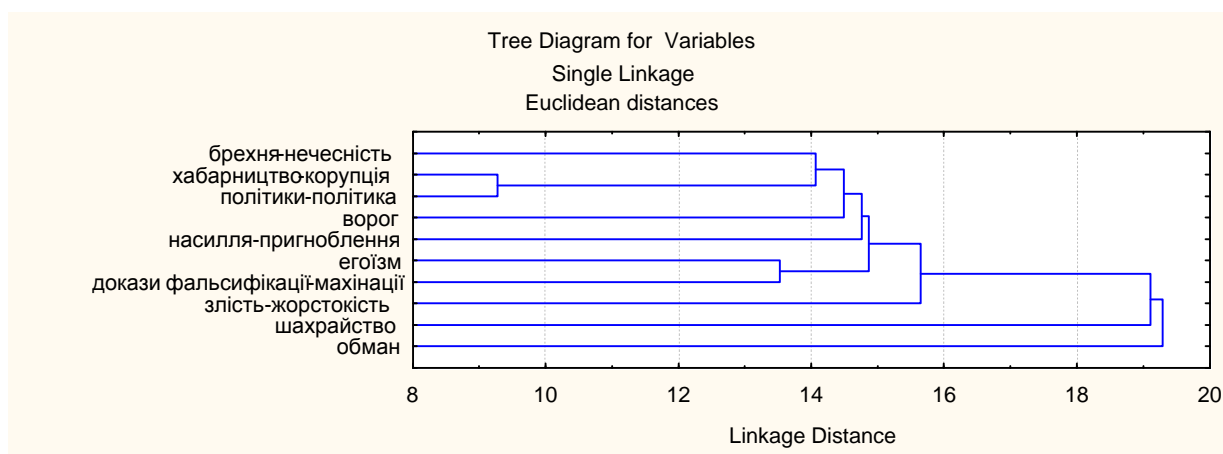 Tree Diagram for Variables
Single Linkage
Euclidean distances
брехня-нечесність
хабарництво-корупція
політики-політика
ворог
насилля-пригноблення
егоїзм
докази фальсифікації-махінації
злість-жорстокість
шахрайство
обман
8 10 12 14 16 18 20
Linkage Distance